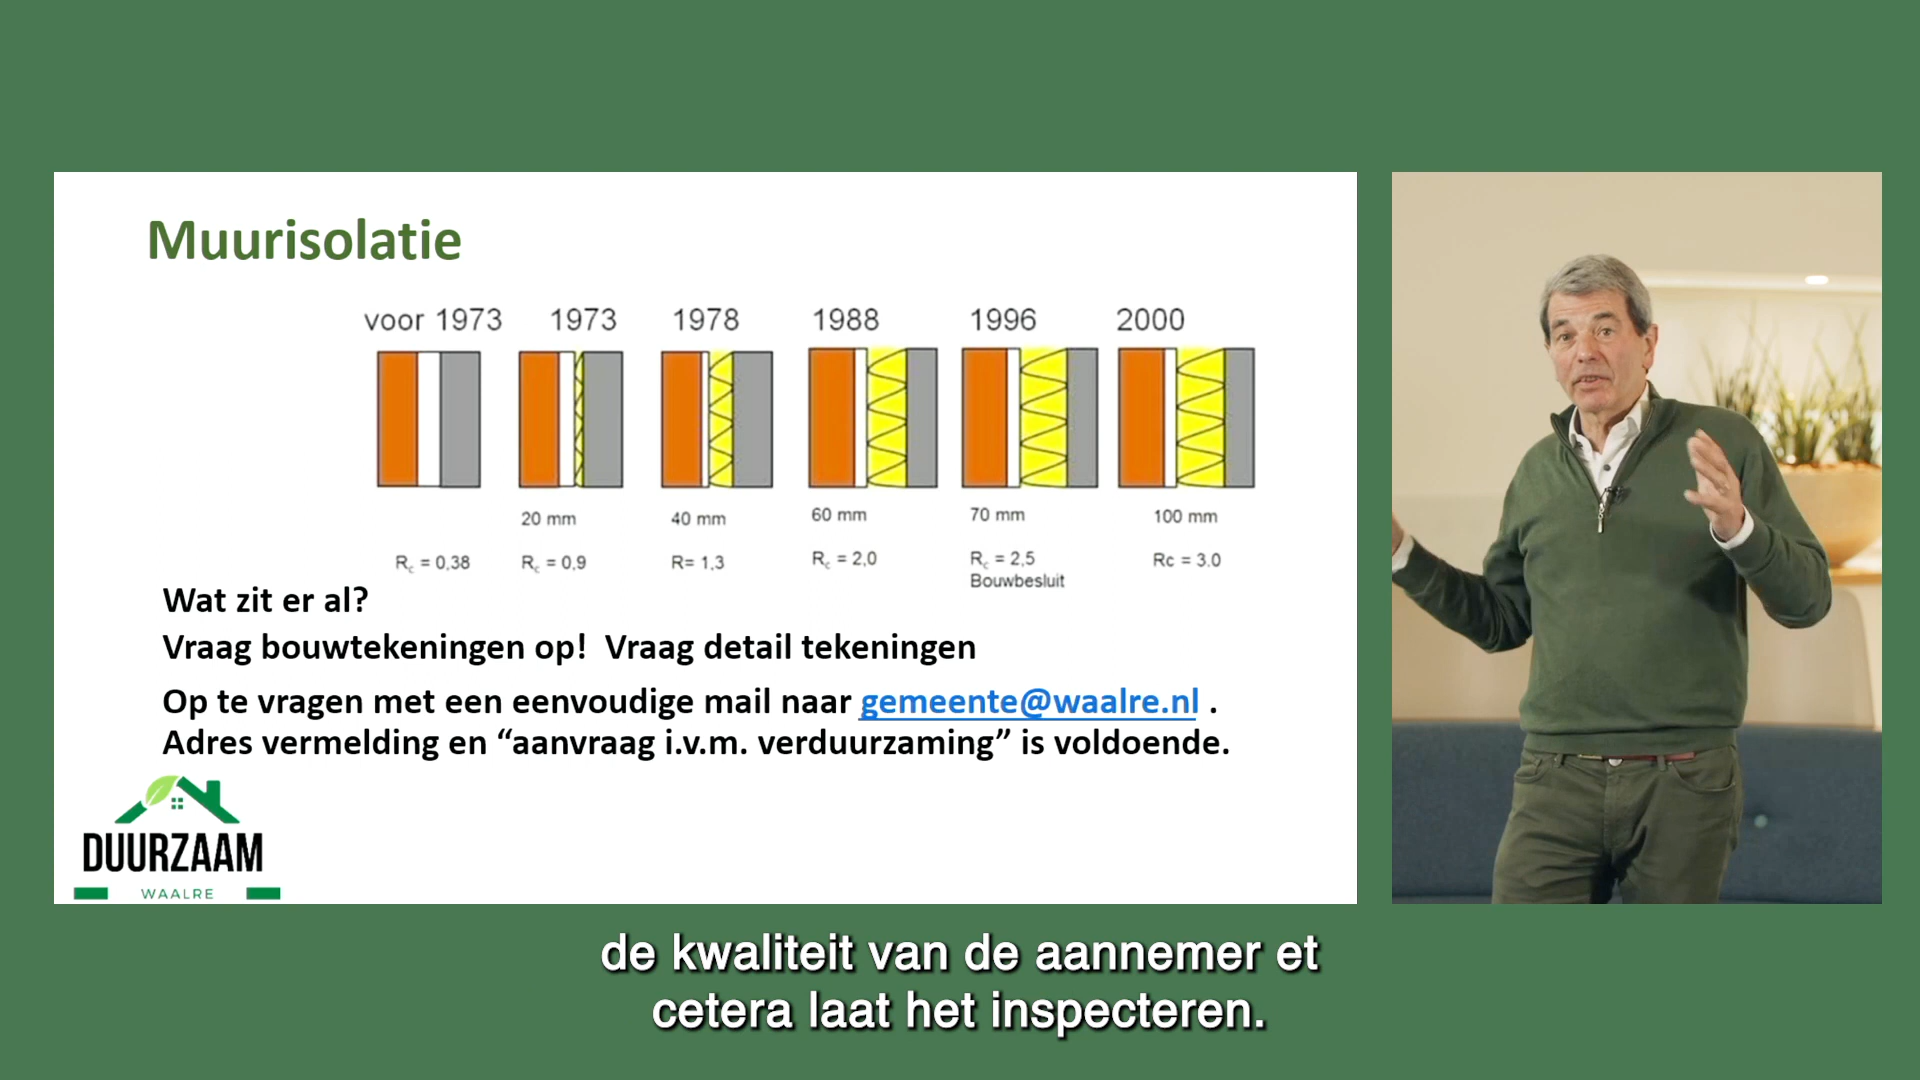 Muurisolatie
voor 1973 1973 1978 1988 1996 2000
20 mm 40 mm 60 mm 70 mm 100 mm
Rc = 0,38 Rc = 0,9 R= 1,3 Rc = 2,0 Rc = 2,5 Rc = 3.0
Bouwbesluit
Wat zit er al?
Vraag bouwtekeningen op! Vraag detail tekeningen
Op te vragen met een eenvoudige mail naar gemeente@waalre.nl .
Adres vermelding en “aanvraag i.v.m. verduurzaming” is voldoende.
DUURZAAM
WAALRE
de kwaliteit van de aannemer et
cetera laat het inspecteren.